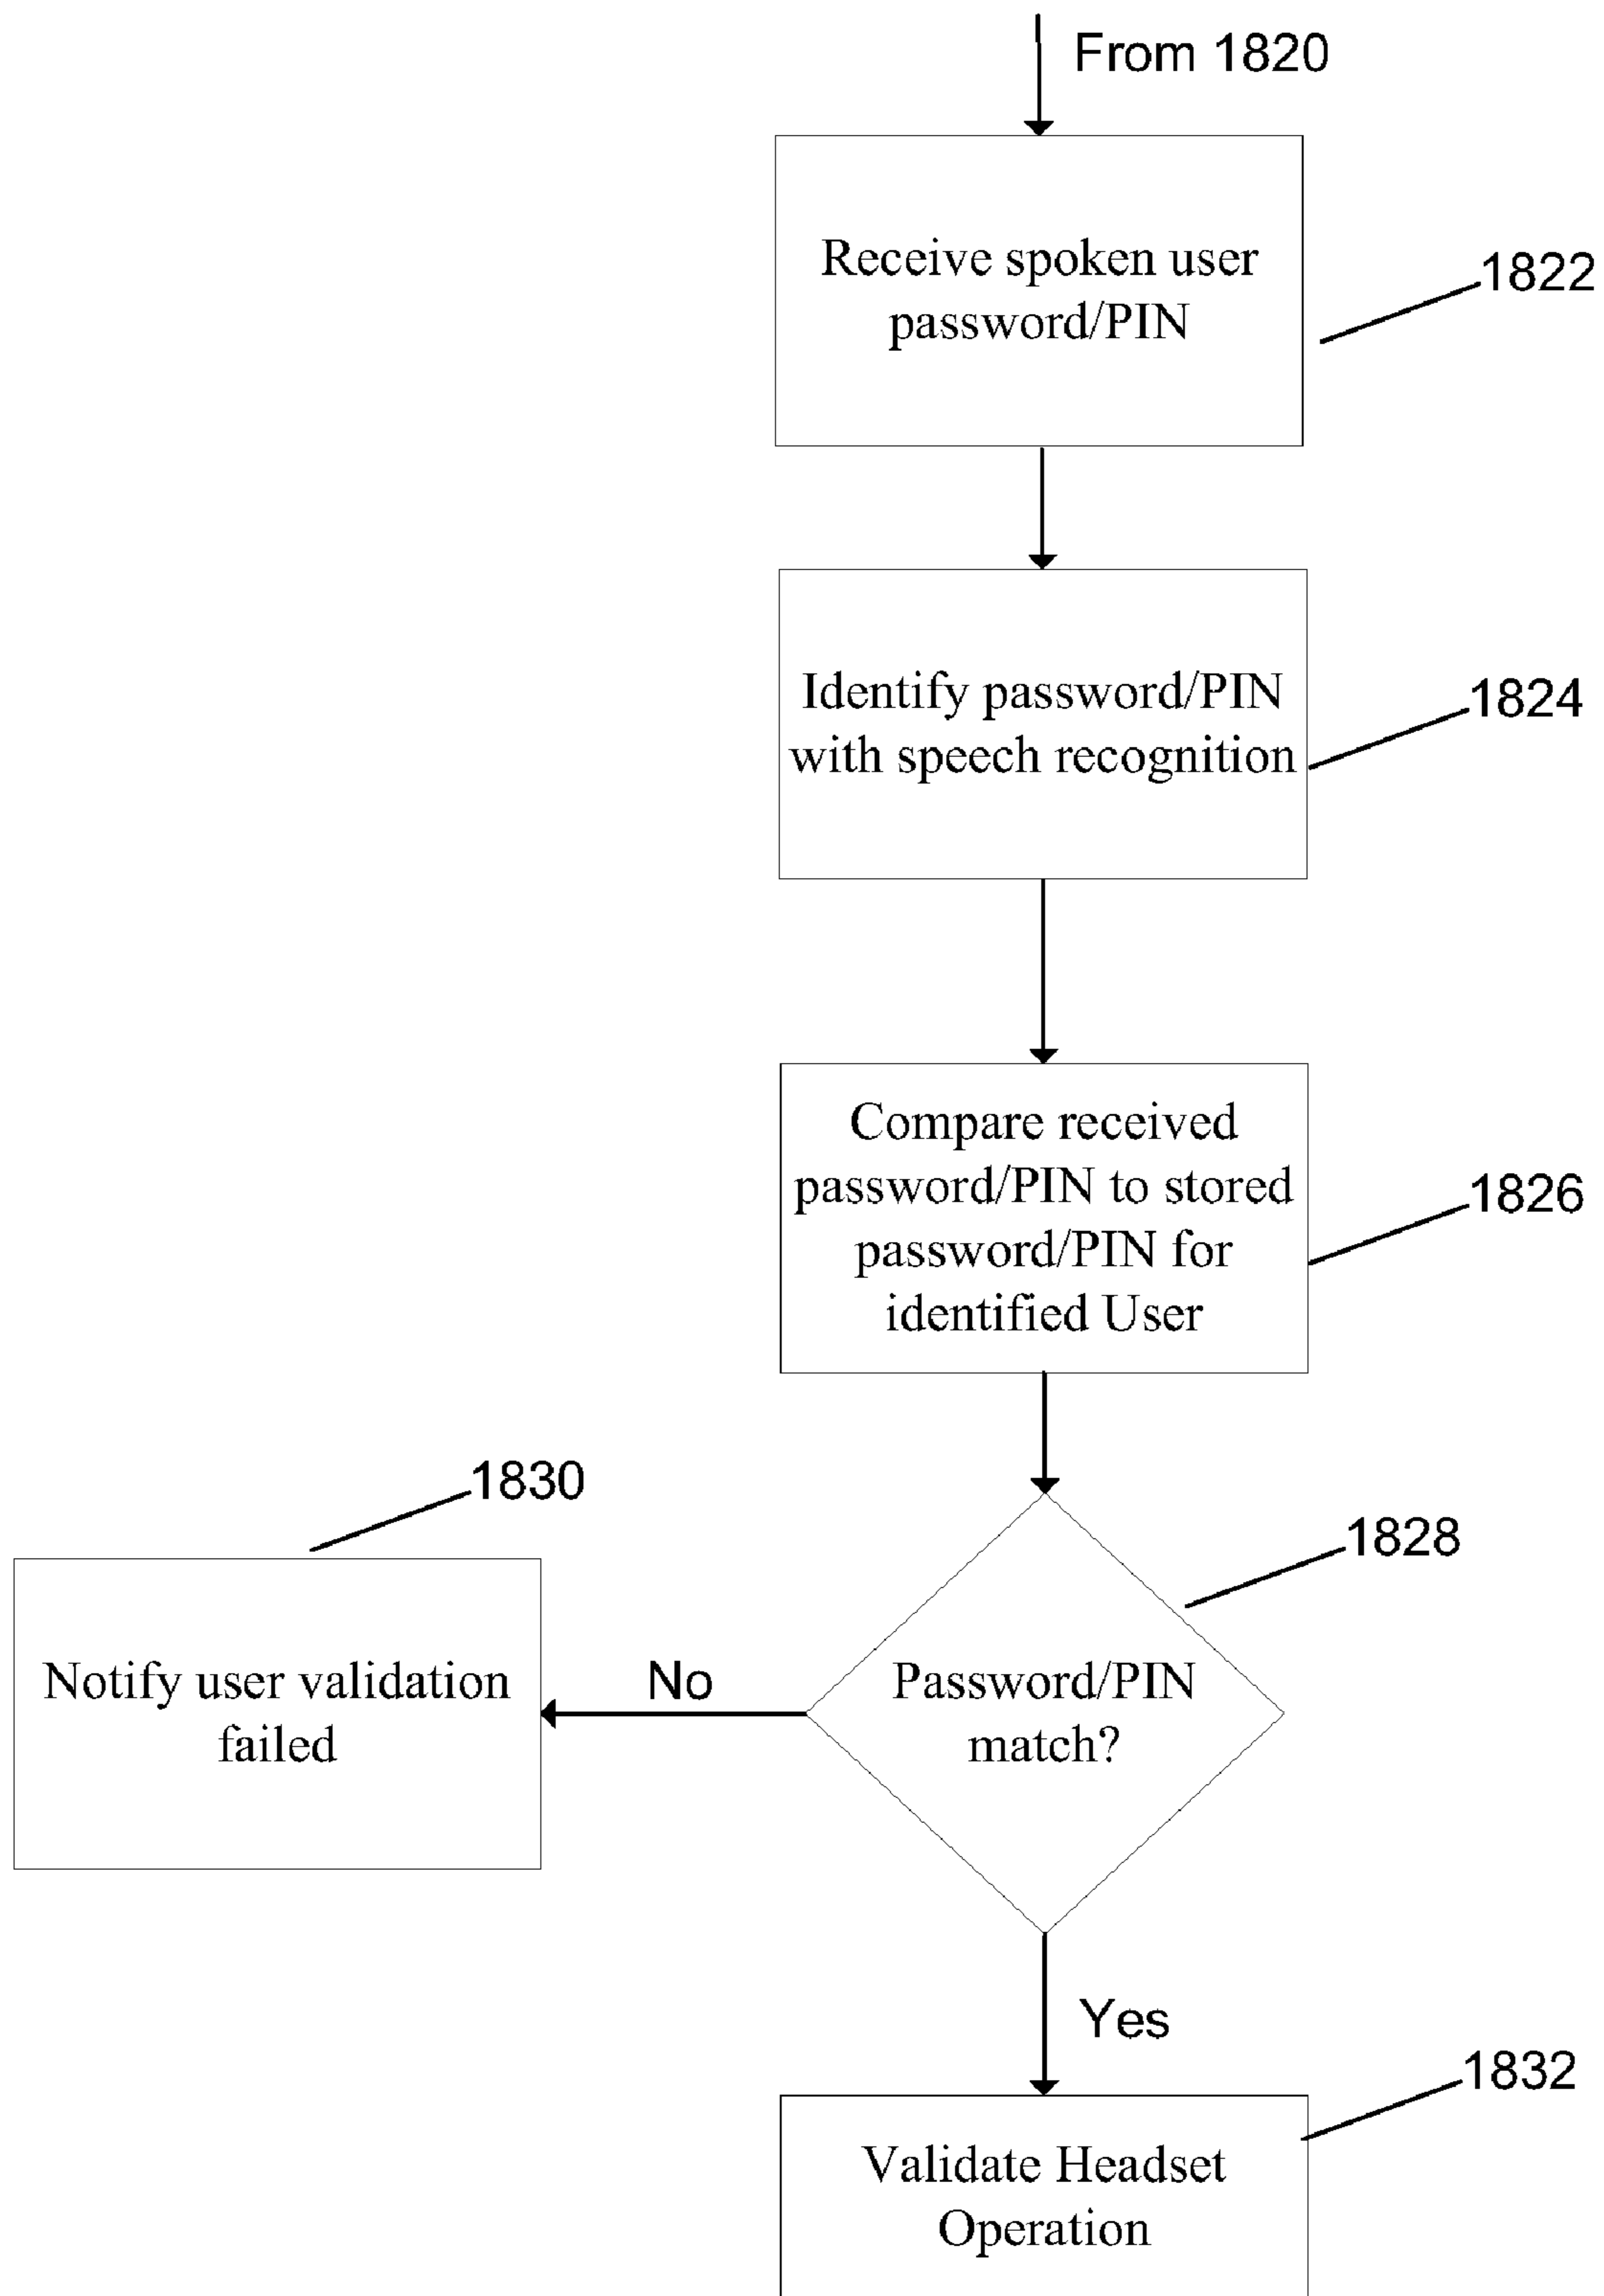 From 1820
Receive spoken user
password/PIN
1822
Identify password/PIN
with speech recognition
1824
Compare received
password/PIN to stored
password/PIN for
identified User
1826
1830
1828
Notify user validation
failed
No
Password/PIN
match?
Yes
1832
Validate Headset
Operation